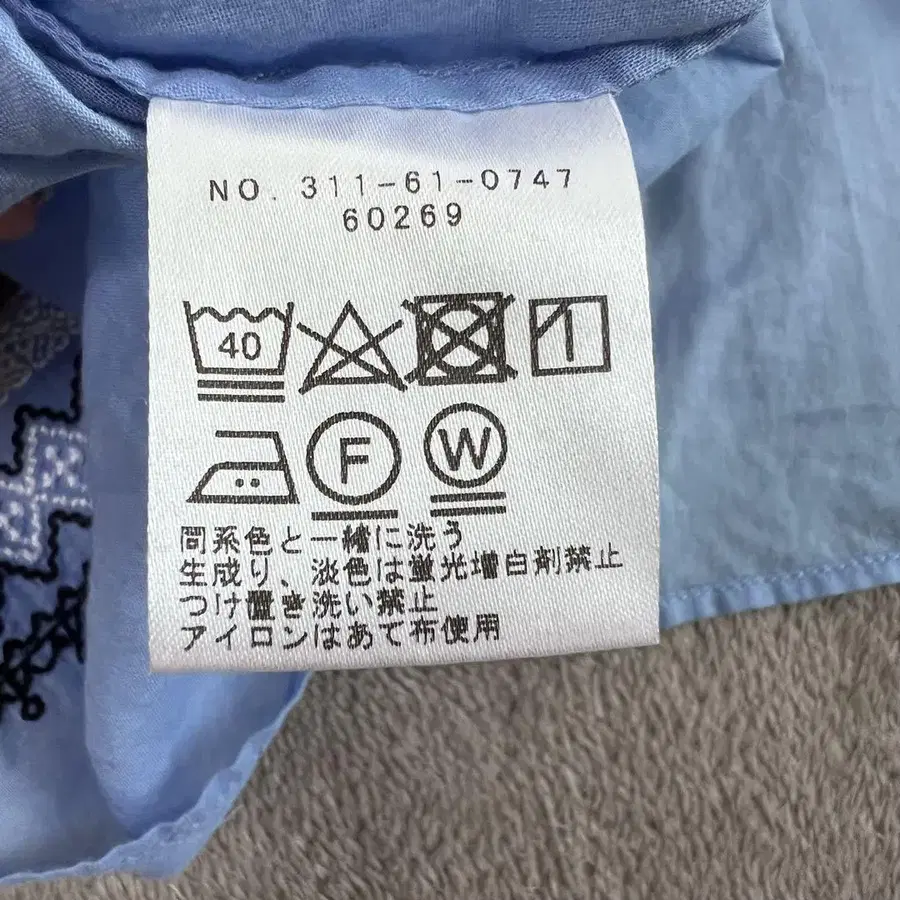 NO. 311-61-0747
60269
40
F
W
同系色と一緒に洗う
生成り、淡色は蛍光増白剤禁止
つけ置き洗い禁止
アイロンはあて布使用